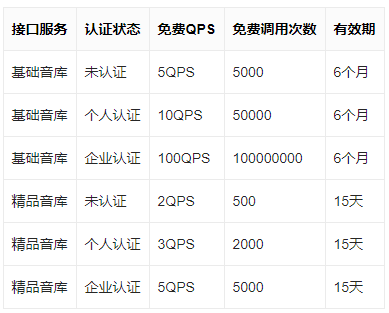 接口服务 认证状态 免费QPS 免费调用次数 有效期
基础音库 未认证 5QPS 5000 6个月
基础音库 个人认证 10QPS 50000 6个月
基础音库 企业认证 100QPS 100000000 6个月
精品音库 未认证 2QPS 500 15天
精品音库 个人认证 3QPS 2000 15天
精品音库 企业认证 5QPS 5000 15天